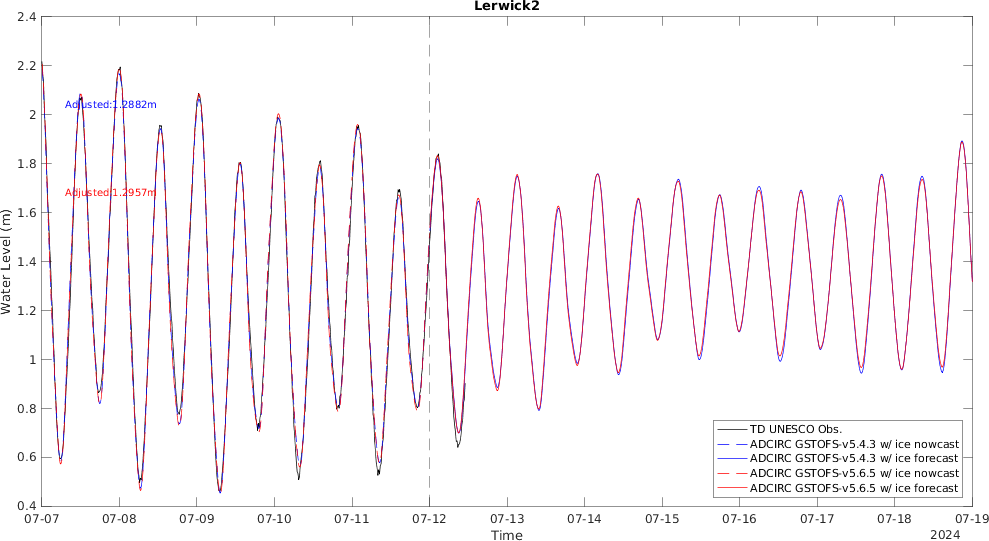 Lerwick2
2.4
2.2
2
1.8
1.6
1.4
1.2
1
0.8
0.6
0.4
Water Level (m)
Adjusted:1.2882m
Adjusted:1.2957m
TD UNESCO Obs.
ADCIRC GSTOFS-v5.4.3 w/ ice nowcast
ADCIRC GSTOFS-v5.4.3 w/ ice forecast
ADCIRC GSTOFS-v5.6.5 w/ ice nowcast
ADCIRC GSTOFS-v5.6.5 w/ ice forecast
07-07 07-08 07-09 07-10 07-11 07-12 07-13 07-14 07-15 07-16 07-17 07-18 07-19
Time
2024